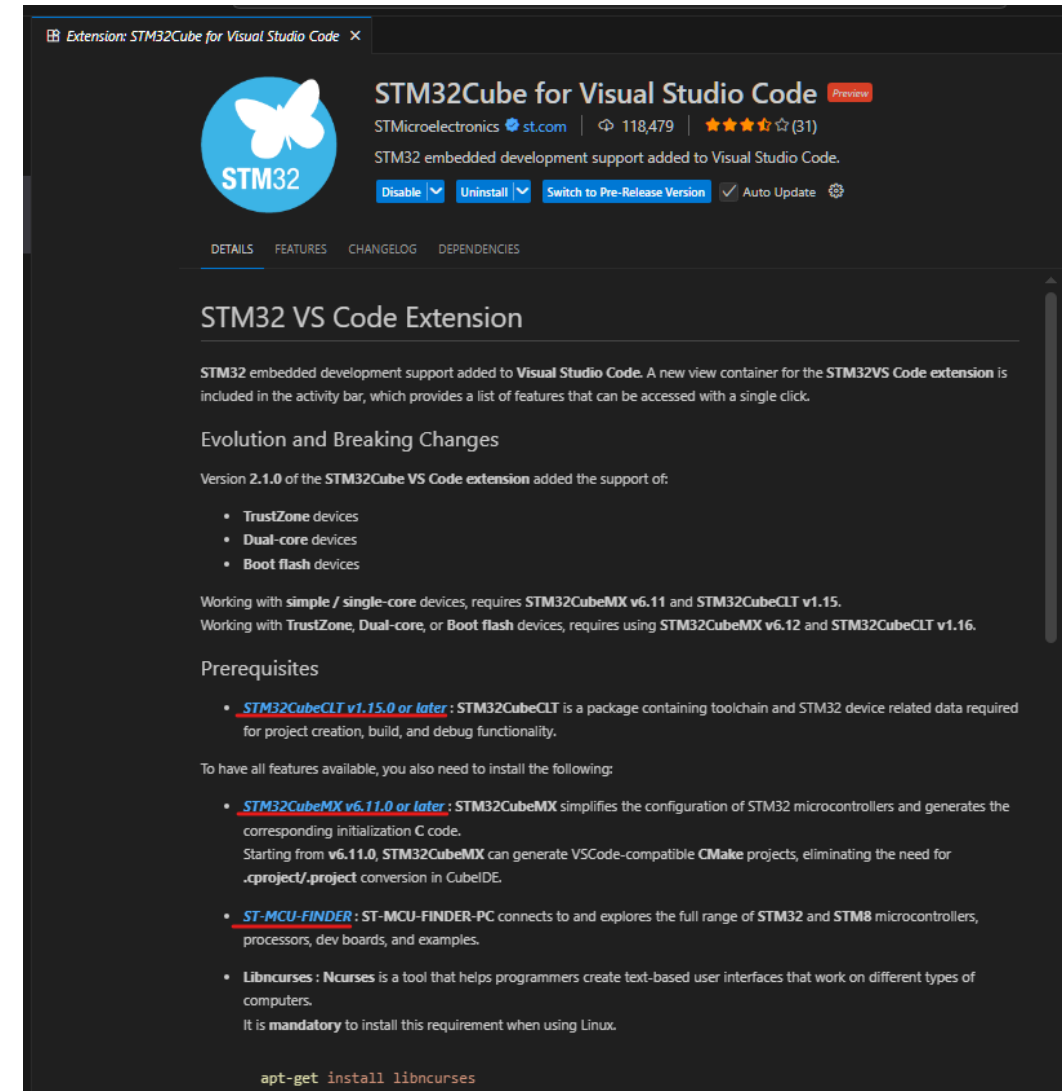 Extension: STM32Cube for Visual Studio Code
STM32
STM32Cube for Visual Studio Code Preview
STMicroelectronics st.com 118,479 (31)
STM32 embedded development support added to Visual Studio Code.
Disable Uninstall Switch to Pre-Release Version Auto Update
DETAILS FEATURES CHANGELOG DEPENDENCIES
STM32 VS Code Extension
STM32 embedded development support added to Visual Studio Code. A new view container for the STM32VS Code extension is
included in the activity bar, which provides a list of features that can be accessed with a single click.
Evolution and Breaking Changes
Version 2.1.0 of the STM32Cube VS Code extension added the support of:
• TrustZone devices
• Dual-core devices
• Boot flash devices
Working with simple / single-core devices, requires STM32CubeMX v6.11 and STM32CubeCLT v1.15.
Working with TrustZone, Dual-core, or Boot flash devices, requires using STM32CubeMX v6.12 and STM32CubeCLT v1.16.
Prerequisites
• STM32CubeCLT v1.15.0 or later : STM32CubeCLT is a package containing toolchain and STM32 device related data required
for project creation, build, and debug functionality.
To have all features available, you also need to install the following:
• STM32CubeMX v6.11.0 or later : STM32CubeMX simplifies the configuration of STM32 microcontrollers and generates the
corresponding initialization C code.
Starting from v6.11.0, STM32CubeMX can generate VSCode-compatible CMake projects, eliminating the need for
.cproject/.project conversion in CubeIDE.
• ST-MCU-FINDER : ST-MCU-FINDER-PC connects to and explores the full range of STM32 and STM8 microcontrollers,
processors, dev boards, and examples.
• Libncurses : Ncurses is a tool that helps programmers create text-based user interfaces that work on different types of
computers.
It is mandatory to install this requirement when using Linux.
apt-get install libncurses